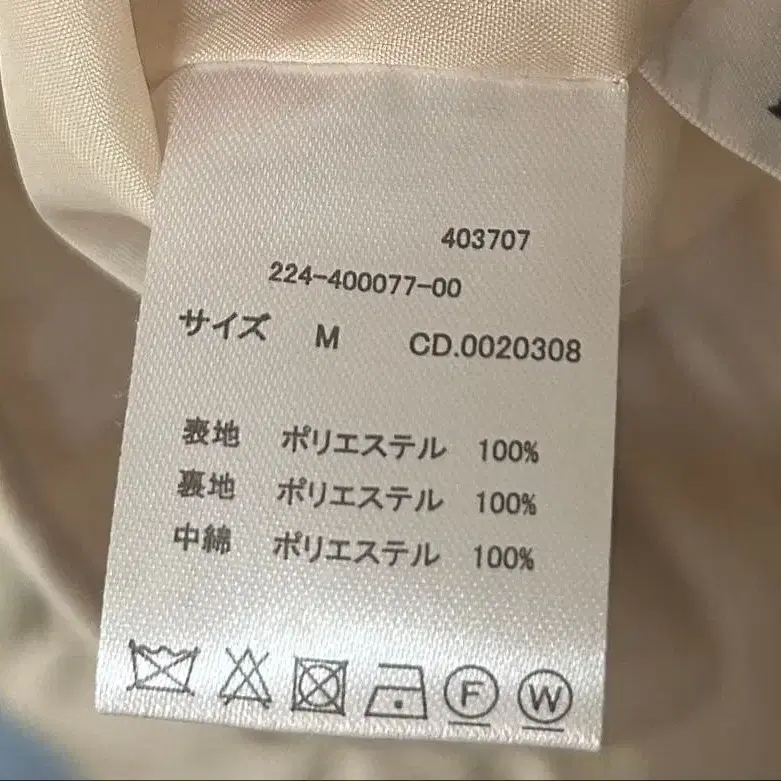 403707
224-400077-00
サイズ M CD.0020308
表地 ポリエステル 100%
裏地 ポリエステル 100%
中綿 ポリエステル 100%
F W